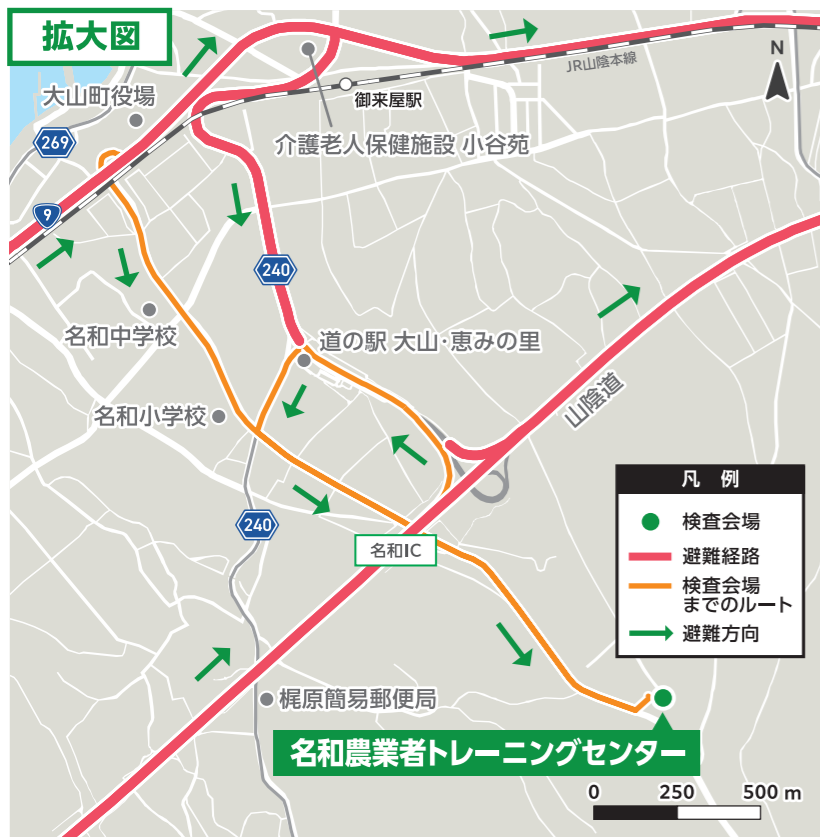 拡大図
N
JR山陰本線
大山町役場
御来屋駅
269
介護老人保健施設 小谷苑
9
240
名和中学校
道の駅 大山・恵みの里
名和小学校
山陰道
240
名和IC
凡 例
検査会場
避難経路
検査会場
までのルート
避難方向
梶原簡易郵便局
名和農業者トレーニングセンター
0 250 500 m